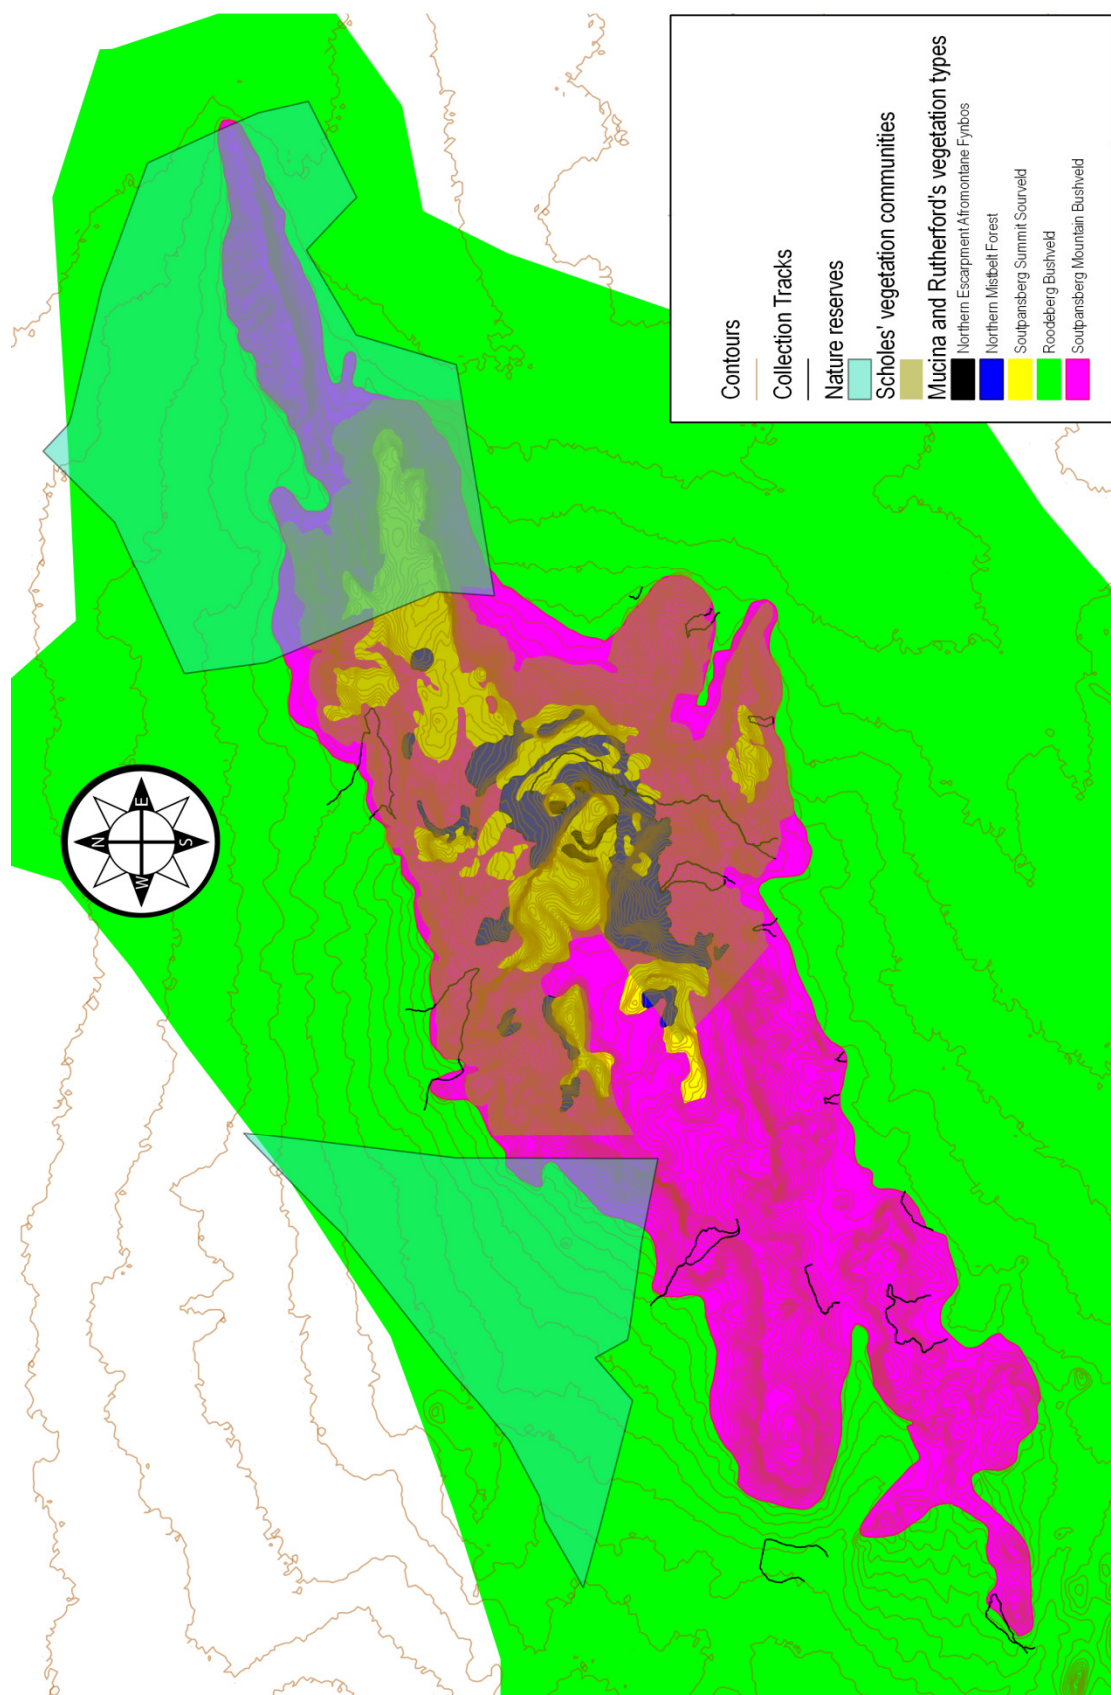 N
W
E
S
Contours
Collection Tracks
Nature reserves
Scholes' vegetation communities
Mucina and Rutherford's vegetation types
Northern Escarpment Afromontane Fynbos
Northern Mistbelt Forest
Soutpansberg Summit Sourveld
Roodeberg Bushveld
Soutpansberg Mountain Bushveld